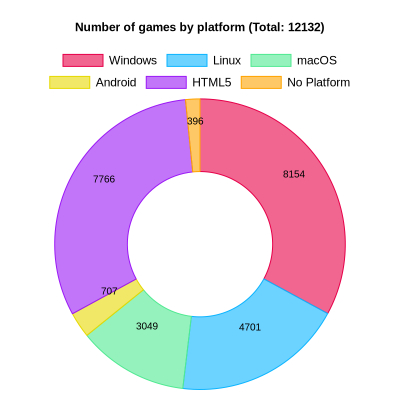 Number of games by platform (Total: 12132)
Windows Linux macOS
Android HTML5 No Platform
396
8154
7766
707
3049
4701